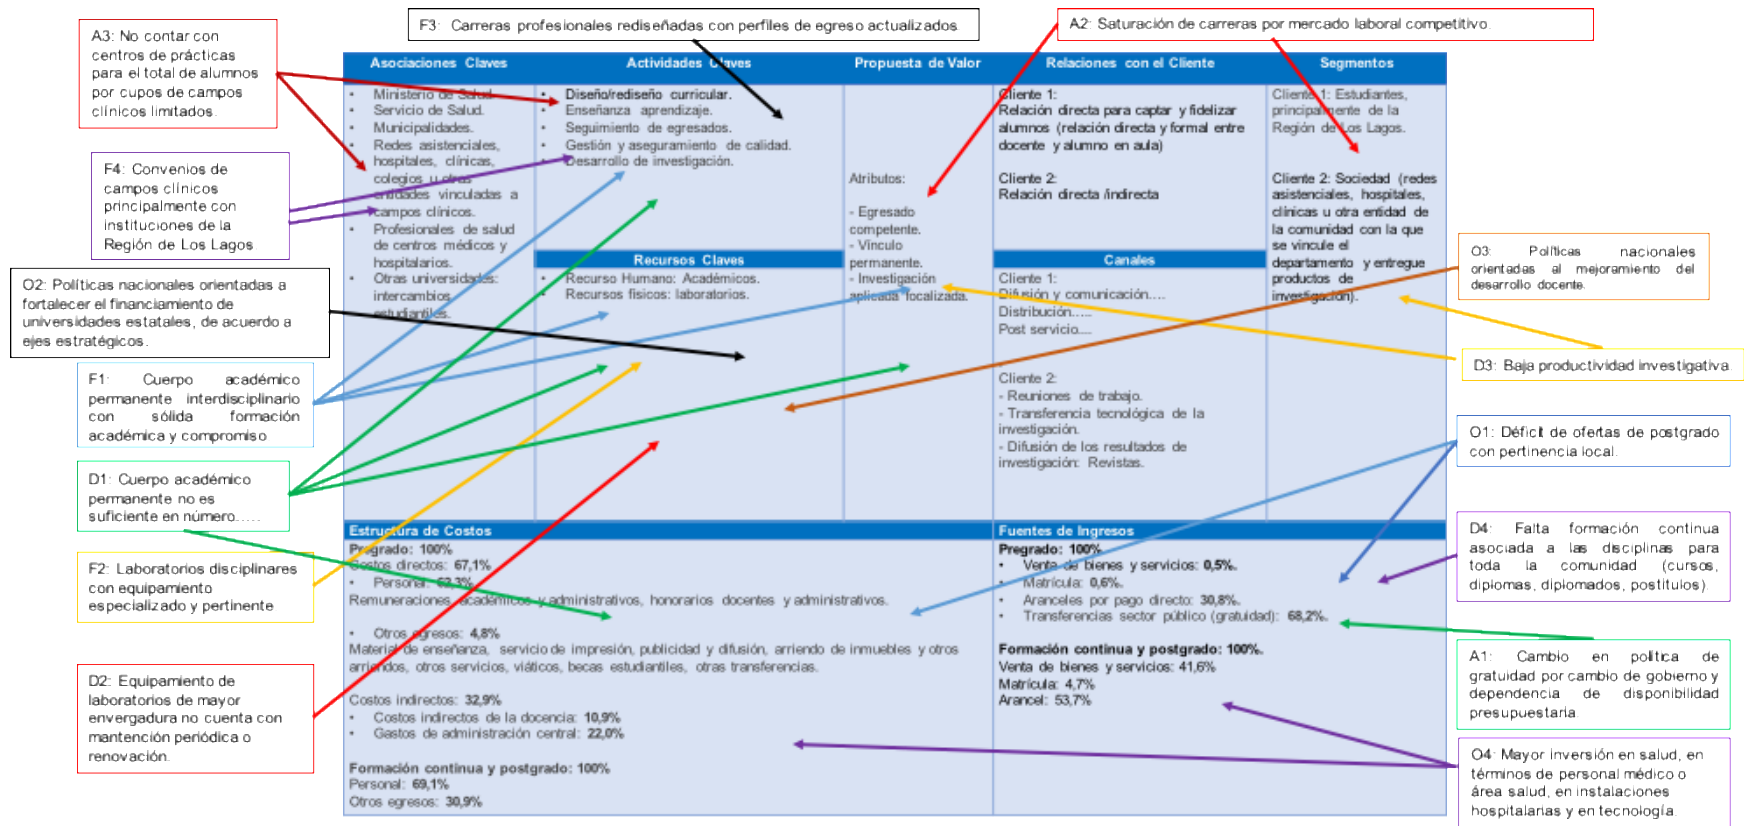 F3: Carreras profesionales rediseñadas con perfiles de egreso actualizados.
A2: Saturación de carreras por mercado laboral competitivo.
A3: No contar con
centros de prácticas
para el total de alumnos
por cupos de campos
clínicos limitados.
F4: Convenios de
campos clínicos
principalmente con
instituciones de la
Región de Los Lagos
O2: Políticas nacionales orientadas a
fortalecer el financiamiento de
universidades estatales, de acuerdo a
ejes estratégicos.
F1: Cuerpo académico
permanente interdisciplinario
con sólida formación
académica y compromiso
D1: Cuerpo académico
permanente no es
suficiente en número.....
F2: Laboratorios disciplinares
con equipamiento
especializado y pertinente
D2: Equipamiento de
laboratorios de mayor
envergadura no cuenta con
mantención periódica o
renovación.
Asociaciones Claves
• Ministerio de Salud.
• Servicio de Salud.
• Municipalidades.
• Redes asistenciales,
hospitales, clínicas,
colegios u otras
entidades vinculadas a
campos clínicos.
• Profesionales de salud
de centros médicos y
hospitalarios.
• Otras universidades:
intercambios
estudiantiles.
Actividades Claves
• Diseño/rediseño curricular.
• Enseñanza aprendizaje.
• Seguimiento de egresados.
• Gestión y aseguramiento de calidad.
• Desarrollo de investigación.
Recursos Claves
• Recurso Humano: Académicos.
• Recursos físicos: laboratorios.
Propuesta de Valor
Atributos:
- Egresado
competente.
- Vínculo
permanente.
- Investigación
aplicada focalizada.
Relaciones con el Cliente
Cliente 1:
Relación directa para captar y fidelizar
alumnos (relación directa y formal entre
docente y alumno en aula)
Cliente 2:
Relación directa /indirecta
Canales
Cliente 1:
Difusión y comunicación....
Distribución.....
Post servicio....
Cliente 2:
- Reuniones de trabajo.
- Transferencia tecnológica de la
investigación.
- Difusión de los resultados de
investigación: Revistas.
Segmentos
Cliente 1: Estudiantes,
principalmente de la
Región de Los Lagos.
Cliente 2: Sociedad (redes
asistenciales, hospitales,
clínicas u otra entidad de
la comunidad con la que
se vincule el
departamento y entregue
productos de
investigación).
Estructura de Costos
Pregrado: 100%
Costos directos: 67,1%
• Personal: 62,3%
Remuneraciones académicos y administrativos, honorarios docentes y administrativos.
• Otros egresos: 4,8%
Material de enseñanza, servicio de impresión, publicidad y difusión, arriendo de inmuebles y otros
arriendos, otros servicios, viáticos, becas estudiantiles, otras transferencias.
Costos indirectos: 32,9%
• Costos indirectos de la docencia: 10,9%
• Gastos de administración central: 22,0%
Formación continua y postgrado: 100%
Personal: 69,1%
Otros egresos: 30,9%
Fuentes de Ingresos
Pregrado: 100%
• Venta de bienes y servicios: 0,5%.
• Matrícula: 0,6%.
• Aranceles por pago directo: 30,8%.
• Transferencias sector público (gratuidad): 68,2%.
Formación continua y postgrado: 100%.
Venta de bienes y servicios: 41,6%
Matrícula: 4,7%
Arancel: 53,7%
O3: Políticas nacionales
orientadas al mejoramiento del
desarrollo docente.
D3: Baja productividad investigativa.
O1: Déficit de ofertas de postgrado
con pertinencia local.
D4: Falta formación continua
asociada a las disciplinas para
toda la comunidad (cursos,
diplomas, diplomados, postítulos)
A1: Cambio en política de
gratuidad por cambio de gobierno y
dependencia de disponibilidad
presupuestaria.
O4: Mayor inversión en salud, en
términos de personal médico o
área salud, en instalaciones
hospitalarias y en tecnología.